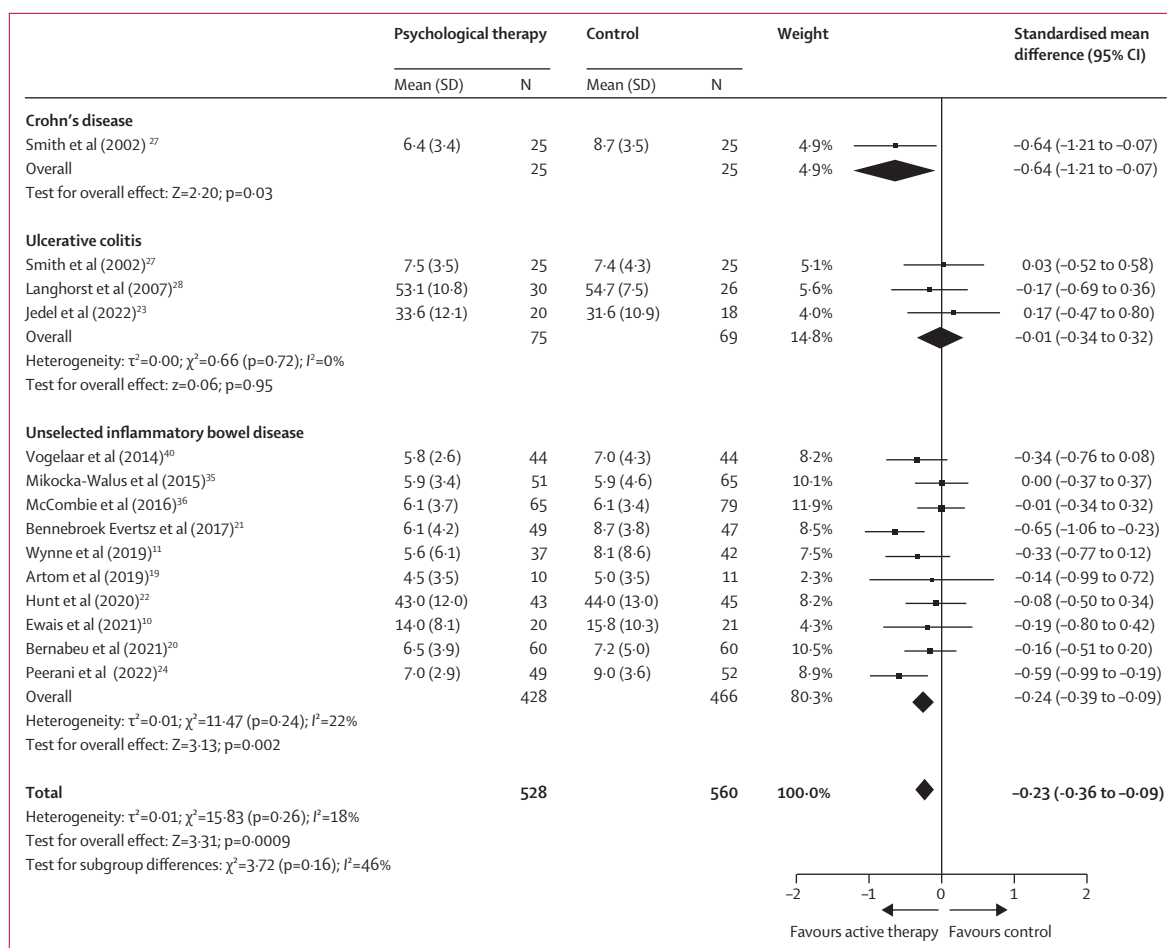 Psychological therapy Control Weight Standardised mean
difference (95% CI)
Mean (SD) N Mean (SD) N
Crohn's disease
Smith et al (2002) ²⁷ 6·4 (3·4) 25 8·7 (3·5) 25 4·9% −0·64 (−1·21 to −0·07)
Overall 25 25 4·9% −0·64 (−1·21 to −0·07)
Test for overall effect: Z=2·20; p=0·03
Ulcerative colitis
Smith et al (2002)²⁷ 7·5 (3·5) 25 7·4 (4·3) 25 5·1% 0·03 (−0·52 to 0·58)
Langhorst et al (2007)²⁸ 53·1 (10·8) 30 54·7 (7·5) 26 5·6% −0·17 (−0·69 to 0·36)
Jedel et al (2022)²³ 33·6 (12·1) 20 31·6 (10·9) 18 4·0% 0·17 (−0·47 to 0·80)
Overall 75 69 14·8% −0·01 (−0·34 to 0·32)
Heterogeneity: τ²=0·00; χ²=0·66 (p=0·72); I²=0%
Test for overall effect: z=0·06; p=0·95
Unselected inflammatory bowel disease
Vogelaar et al (2014)⁴⁰ 5·8 (2·6) 44 7·0 (4·3) 44 8·2% −0·34 (−0·76 to 0·08)
Mikocka-Walus et al (2015)³⁵ 5·9 (3·4) 51 5·9 (4·6) 65 10·1% 0·00 (−0·37 to 0·37)
McCombie et al (2016)³⁶ 6·1 (3·7) 65 6·1 (3·4) 79 11·9% −0·01 (−0·34 to 0·32)
Bennebroek Evertsz et al (2017)²¹ 6·1 (4·2) 49 8·7 (3·8) 47 8·5% −0·65 (−1·06 to −0·23)
Wynne et al (2019)¹¹ 5·6 (6·1) 37 8·1 (8·6) 42 7·5% −0·33 (−0·77 to 0·12)
Artom et al (2019)¹⁹ 4·5 (3·5) 10 5·0 (3·5) 11 2·3% −0·14 (−0·99 to 0·72)
Hunt et al (2020)²² 43·0 (12·0) 43 44·0 (13·0) 45 8·2% −0·08 (−0·50 to 0·34)
Ewais et al (2021)¹⁰ 14·0 (8·1) 20 15·8 (10·3) 21 4·3% −0·19 (−0·80 to 0·42)
Bernabeu et al (2021)²⁰ 6·5 (3·9) 60 7·2 (5·0) 60 10·5% −0·16 (−0·51 to 0·20)
Peerani et al (2022)²⁴ 7·0 (2·9) 49 9·0 (3·6) 52 8·9% −0·59 (−0·99 to −0·19)
Overall 428 466 80·3% −0·24 (−0·39 to −0·09)
Heterogeneity: τ²=0·01; χ²=11·47 (p=0·24); I²=22%
Test for overall effect: Z=3·13; p=0·002
Total 528 560 100·0% −0·23 (−0·36 to −0·09)
Heterogeneity: τ²=0·01; χ²=15·83 (p=0·26); I²=18%
Test for overall effect: Z=3·31; p=0·0009
Test for subgroup differences: χ²=3·72 (p=0·16); I²=46%
−2 −1 0 1 2
Favours active therapy Favours control